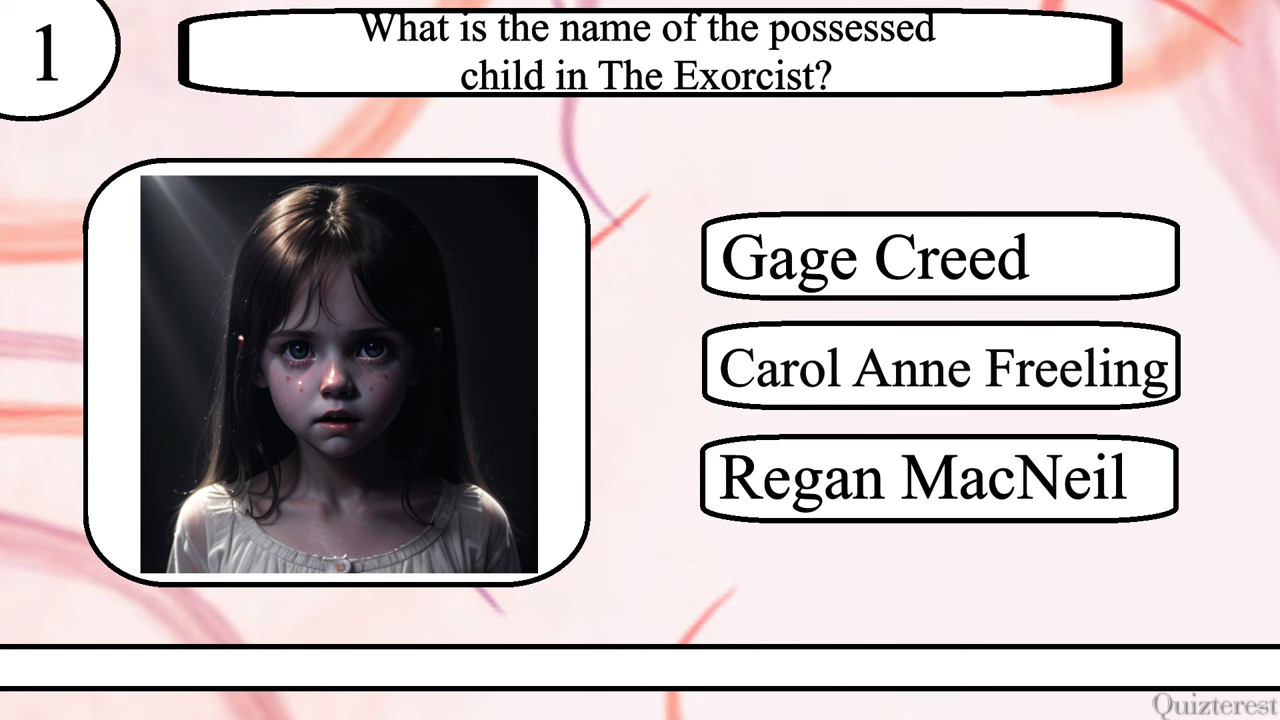 1
What is the name of the possessed
child in The Exorcist?
Gage Creed
Carol Anne Freeling
Regan MacNeil
Quizterest